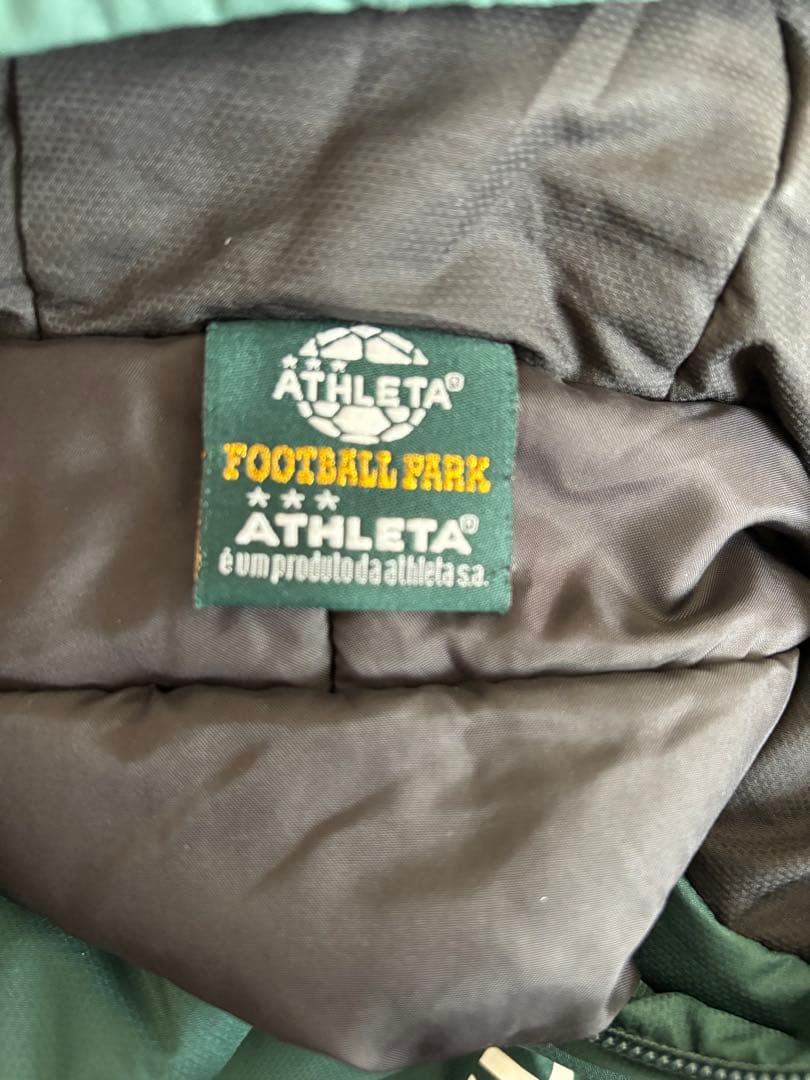 ★★★
ATHLETA®
FOOTBALL PARK
★★★
ATHLETA®
é um produto da athleta s.a.